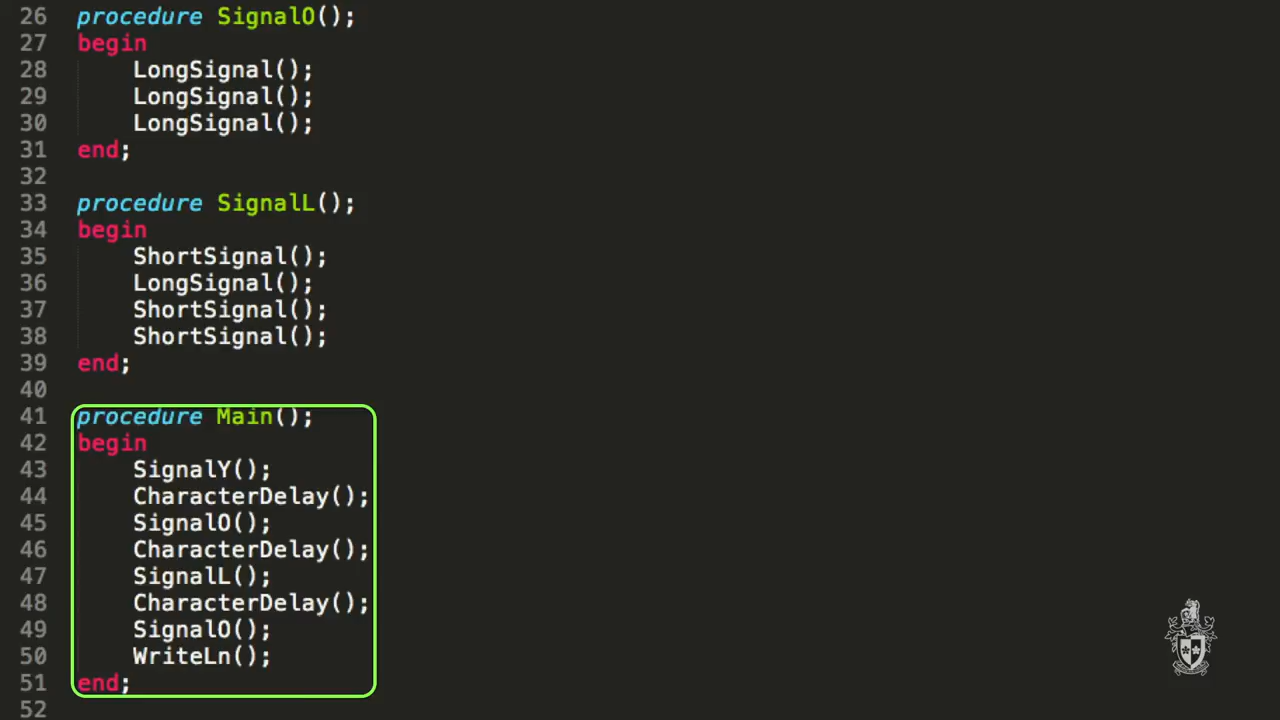 26 procedure SignalO();
27 begin
28 LongSignal();
29 LongSignal();
30 LongSignal();
31 end;
32
33 procedure SignalL();
34 begin
35 ShortSignal();
36 LongSignal();
37 ShortSignal();
38 ShortSignal();
39 end;
40
41 procedure Main();
42 begin
43 SignalY();
44 CharacterDelay();
45 SignalO();
46 CharacterDelay();
47 SignalL();
48 CharacterDelay();
49 SignalO();
50 WriteLn();
51 end;
52